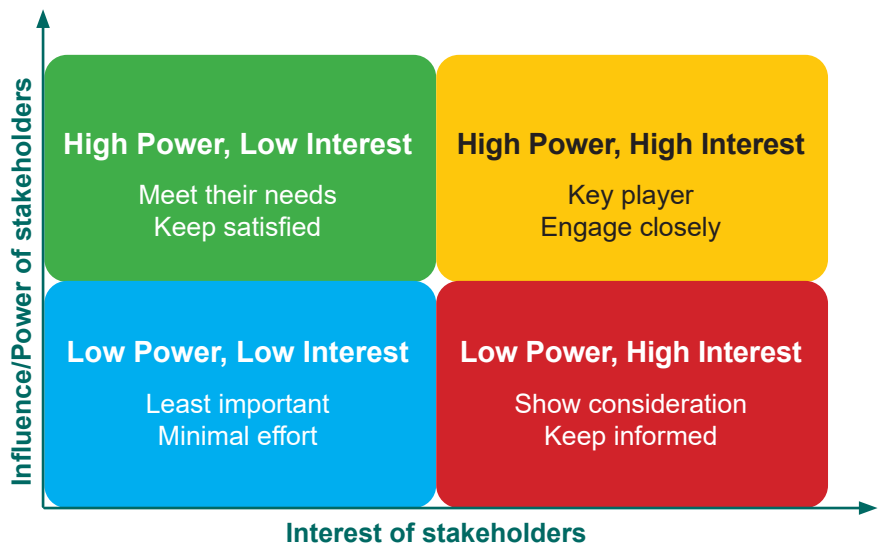 Influence/Power of stakeholders
High Power, Low Interest
Meet their needs
Keep satisfied
High Power, High Interest
Key player
Engage closely
Low Power, Low Interest
Least important
Minimal effort
Low Power, High Interest
Show consideration
Keep informed
Interest of stakeholders